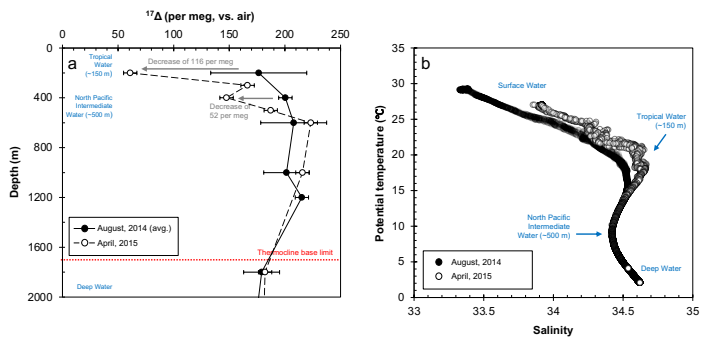 ¹⁷Δ (per meg, vs. air)
0 50 100 150 200 250
0
400
800
1200
1600
2000
Depth (m)
a
Tropical
Water
(~150 m)
Decrease of 116 per meg
North Pacific
Intermediate
Water (~500 m)
Decrease of
52 per meg
August, 2014 (avg.)
April, 2015
Thermocline base limit
Deep Water
b
35
30
25
20
15
10
5
0
Potential temperature (℃)
Surface Water
Tropical Water
(~150 m)
North Pacific
Intermediate
Water (~500 m)
August, 2014
April, 2015
Deep Water
33 33.5 34 34.5 35
Salinity